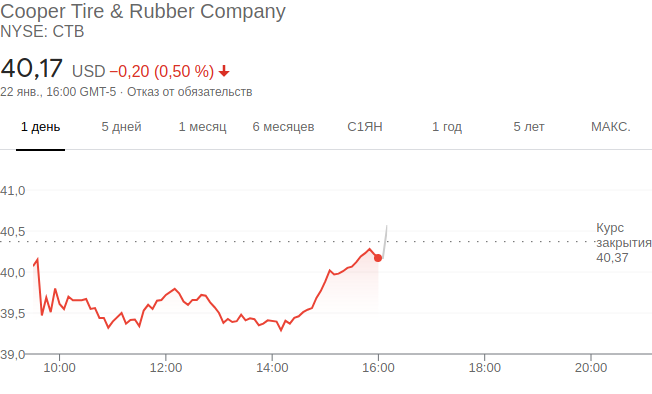 Cooper Tire & Rubber Company
NYSE: CTB
40,17 USD −0,20 (0,50 %)
22 янв., 16:00 GMT-5 · Отказ от обязательств
1 день 5 дней 1 месяц 6 месяцев С1ЯН 1 год 5 лет МАКС.
41,0
40,5
Курс
закрытия
40,37
40,0
39,5
39,0
10:00 12:00 14:00 16:00 18:00 20:00